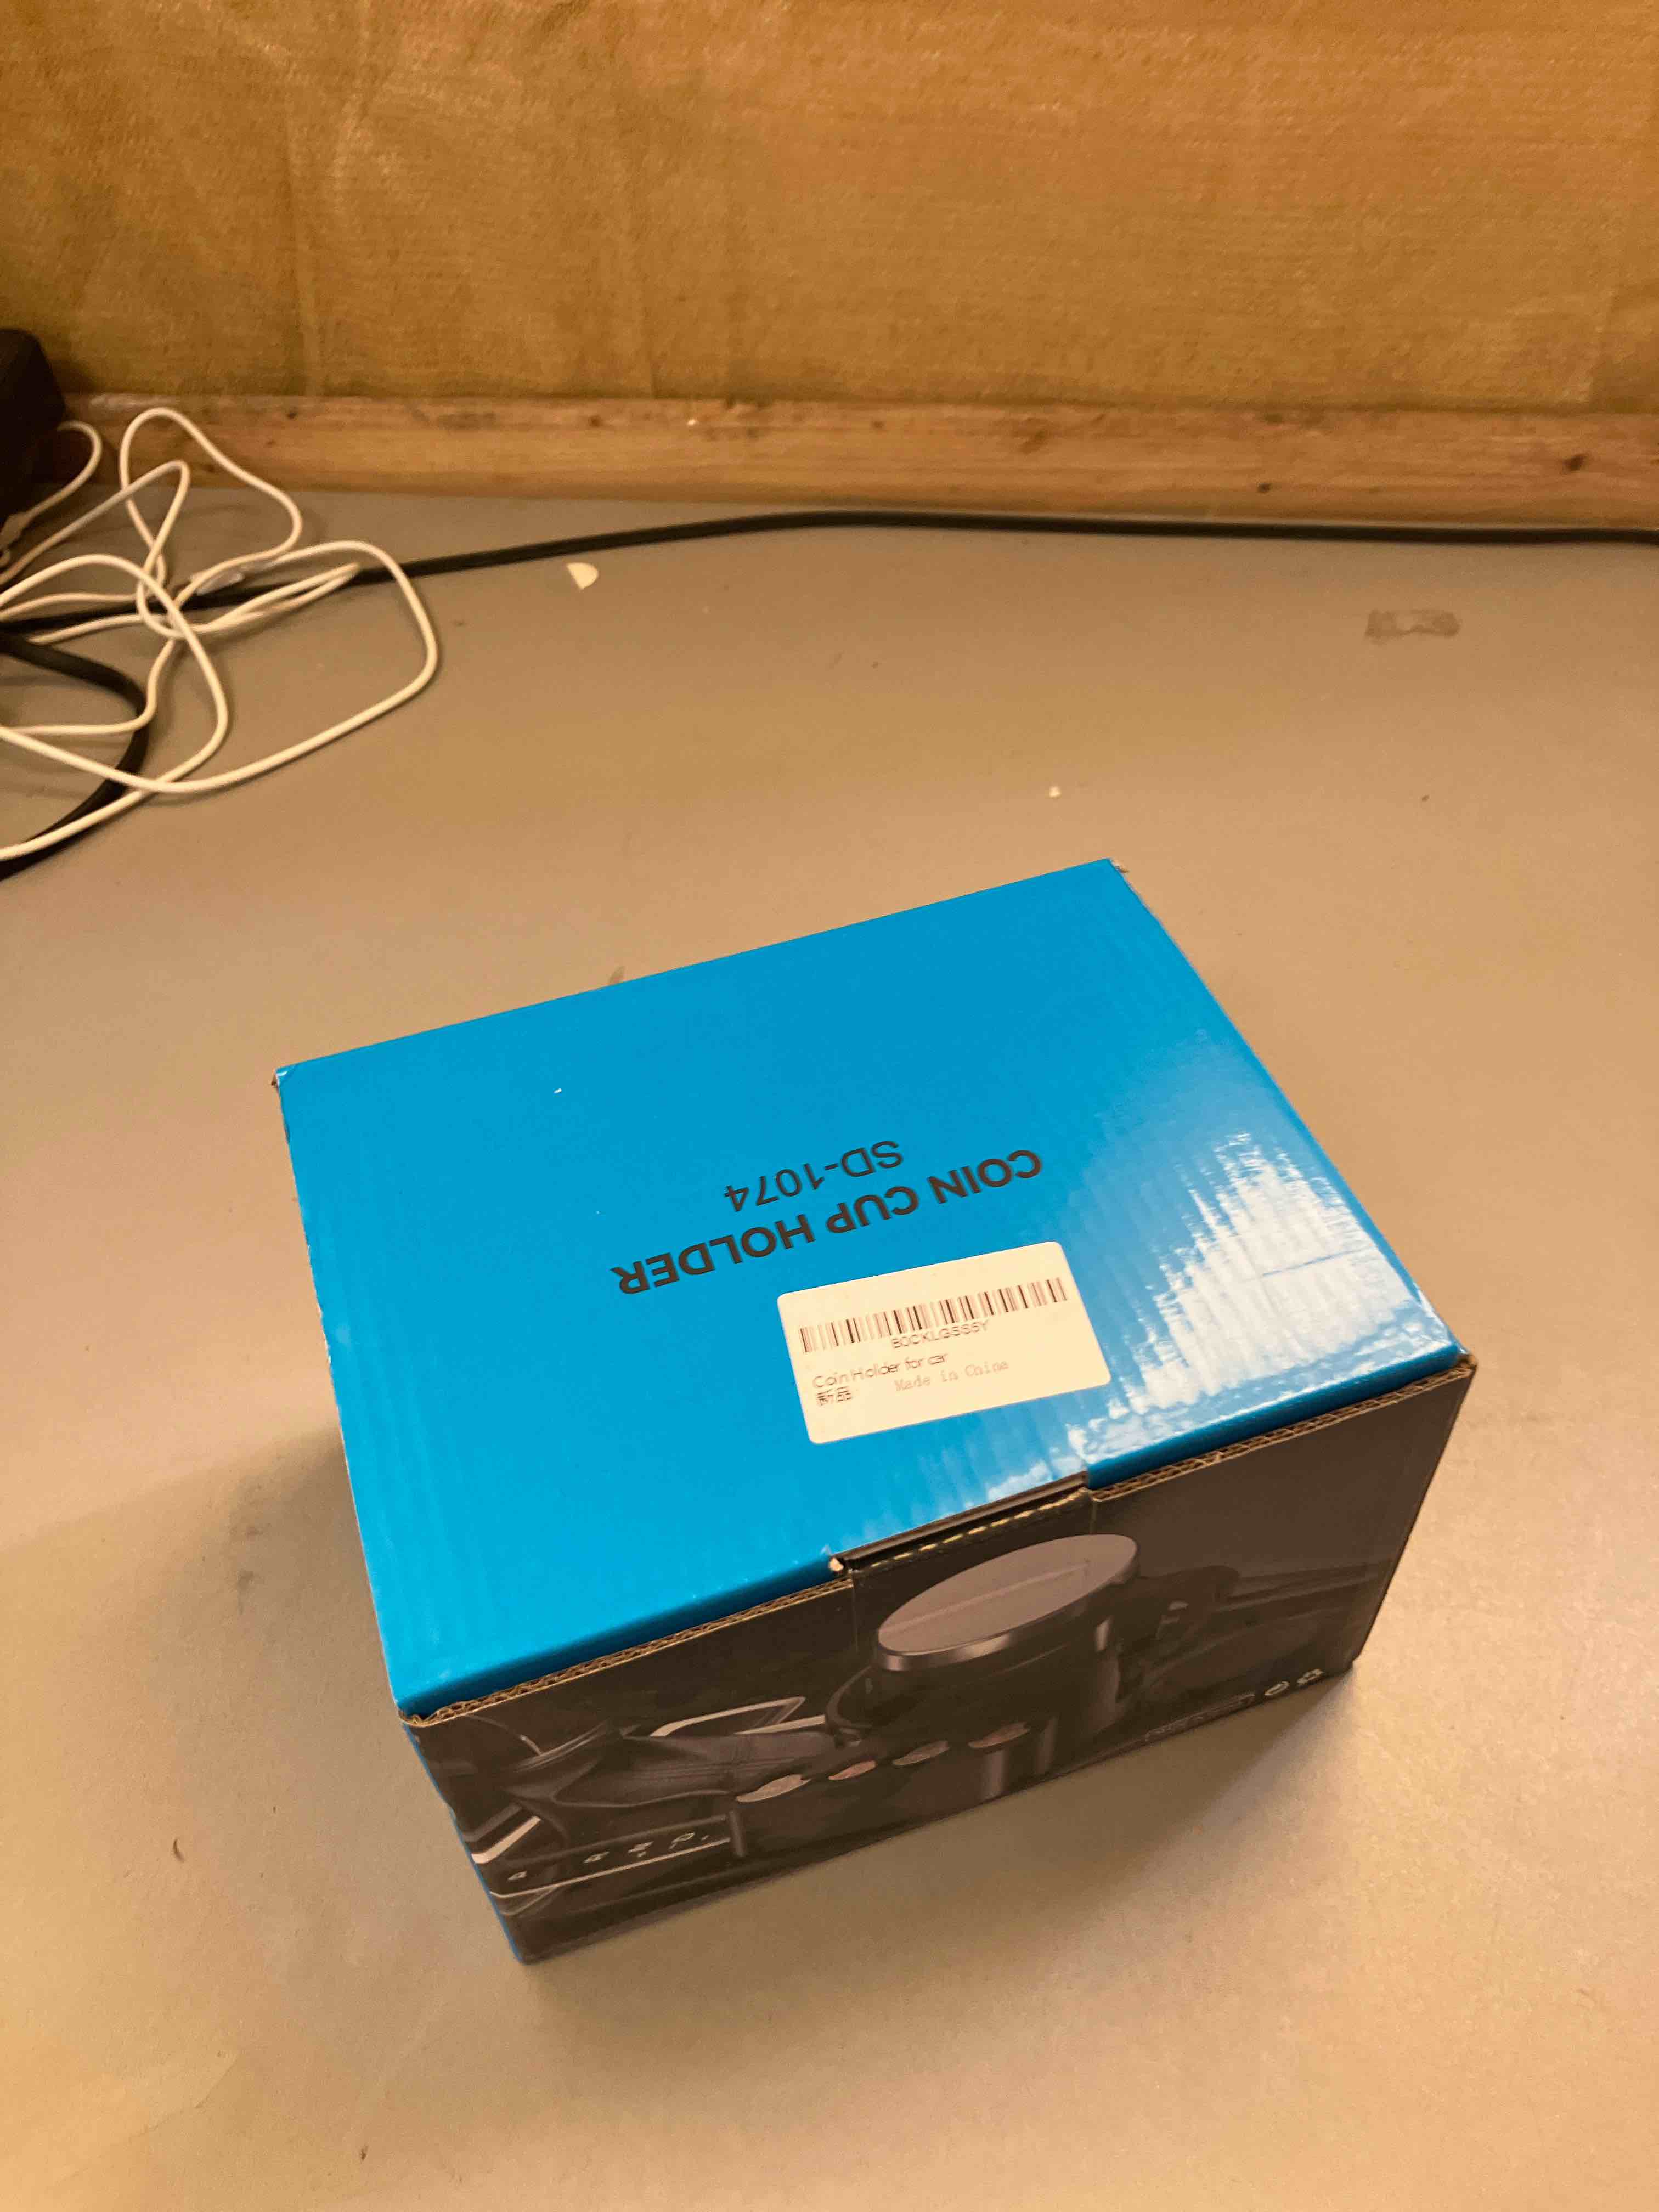 COIN CUP HOLDER
SD-1074
B0CKLGSS5Y
Coin Holder for car
新品
Made in China